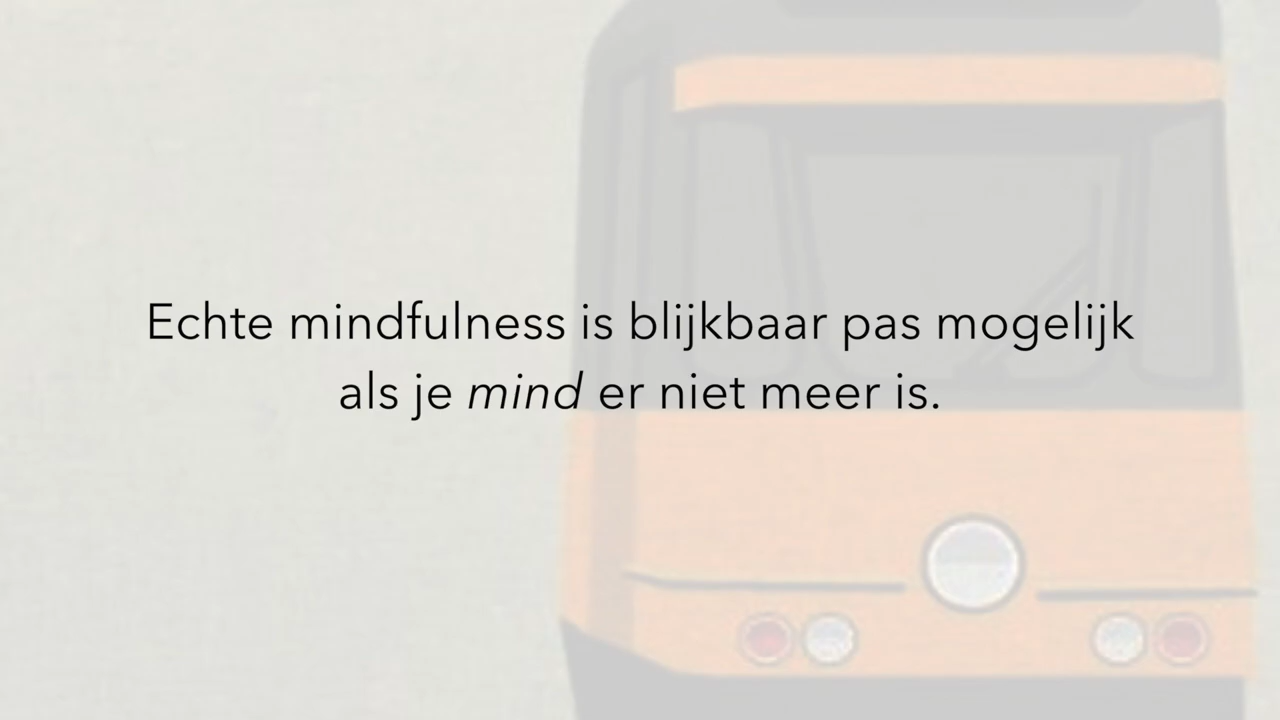 Echte mindfulness is blijkbaar pas mogelijk
als je mind er niet meer is.